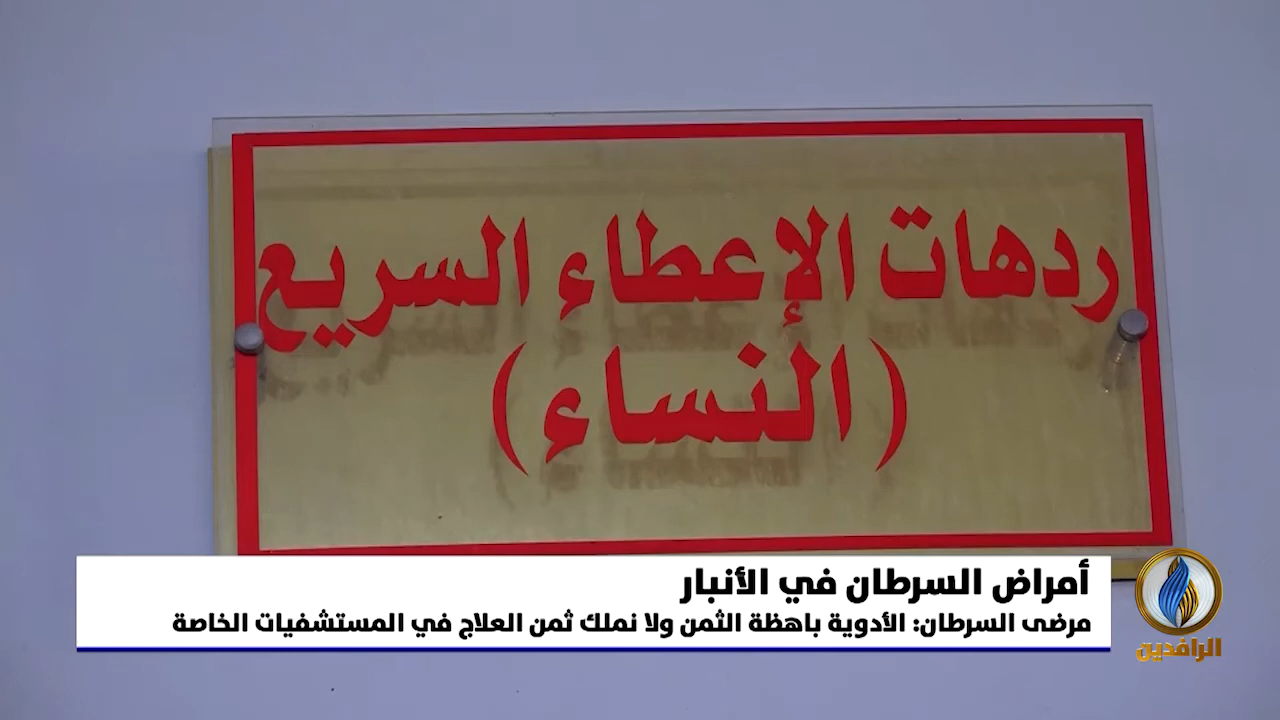 ردهات الإعطاء السريع
(النساء)
أمراض السرطان في الأنبار
مرضى السرطان: الأدوية باهظة الثمن ولا نملك ثمن العلاج في المستشفيات الخاصة
الرافدين